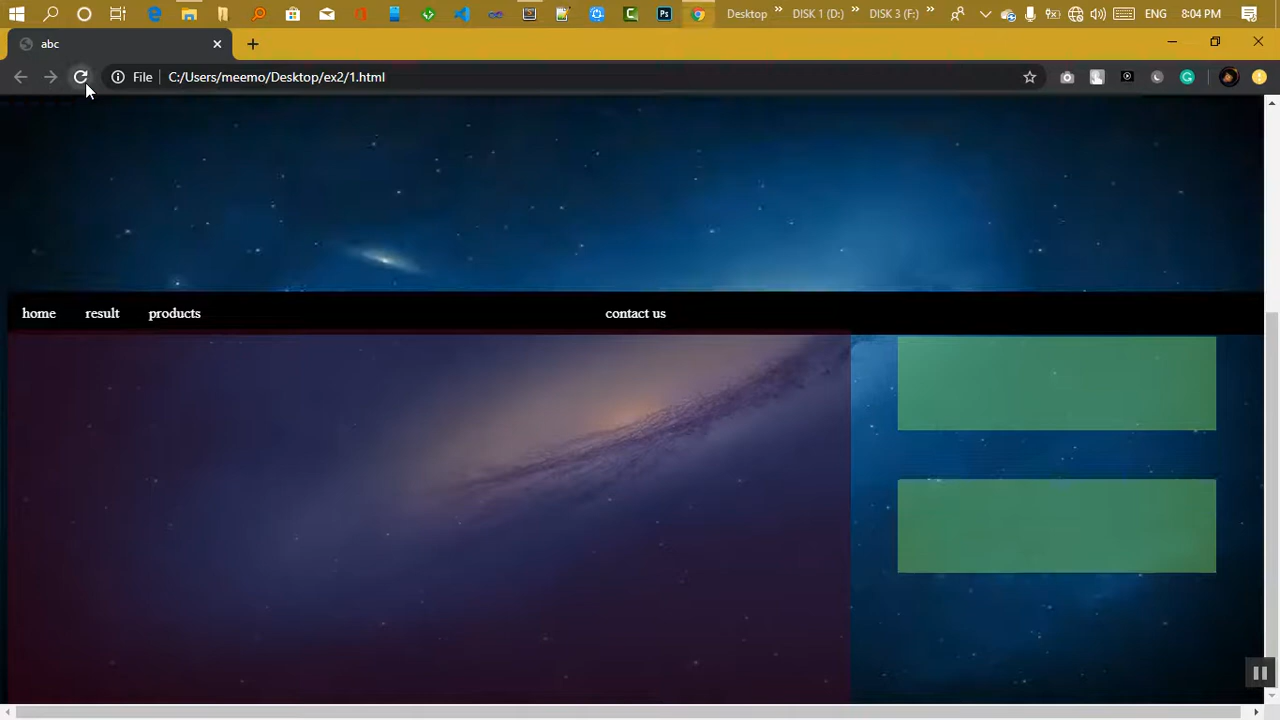 Desktop » DISK 1 (D:) » DISK 3 (F:) » ENG 8:04 PM
abc
File C:/Users/meemo/Desktop/ex2/1.html
home result products contact us